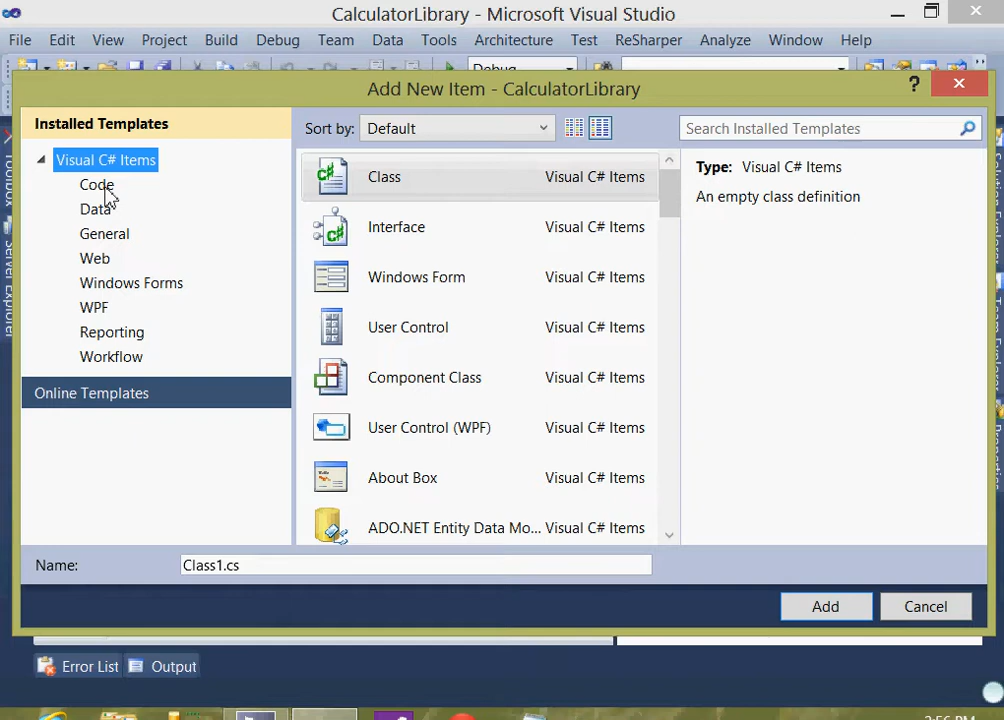 CalculatorLibrary - Microsoft Visual Studio
File Edit View Project Build Debug Team Data Tools Architecture Test ReSharper Analyze Window Help
Debug
Add New Item - CalculatorLibrary
Installed Templates
Sort by: Default
Search Installed Templates
Visual C# Items
Code
Data
General
Web
Windows Forms
WPF
Reporting
Workflow
Online Templates
Class Visual C# Items
Interface Visual C# Items
Windows Form Visual C# Items
User Control Visual C# Items
Component Class Visual C# Items
User Control (WPF) Visual C# Items
About Box Visual C# Items
ADO.NET Entity Data Mo... Visual C# Items
Type: Visual C# Items
An empty class definition
Name: Class1.cs
Add Cancel
Toolbox
Server Explorer
Error List Output